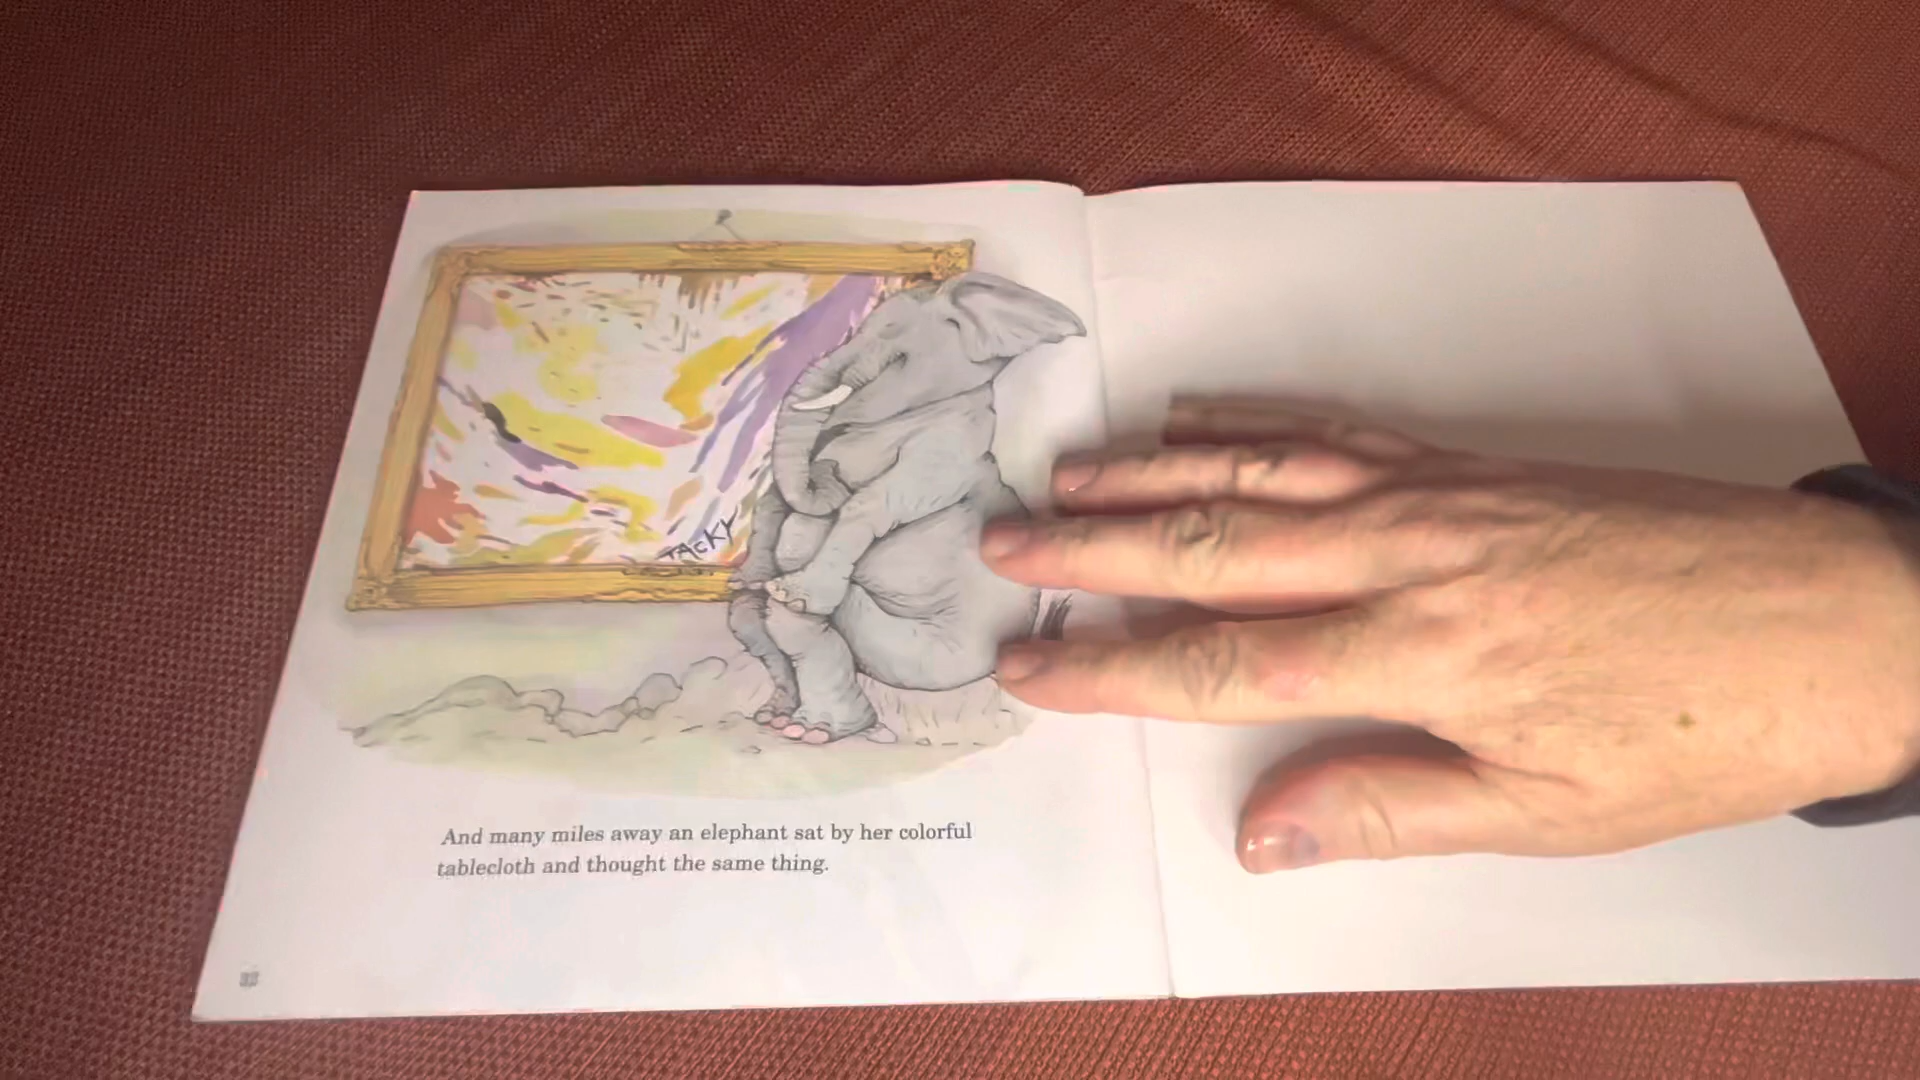 TACKY
And many miles away an elephant sat by her colorful
tablecloth and thought the same thing.